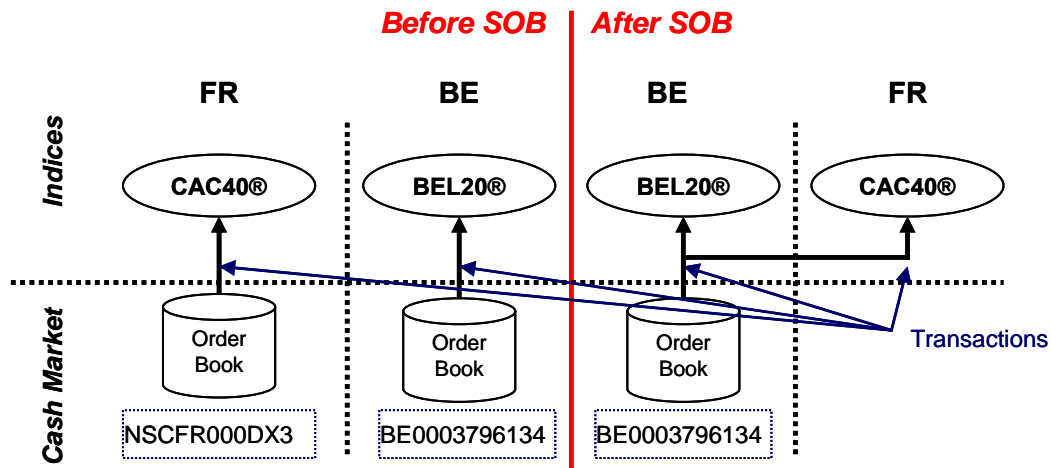 Before SOB
After SOB
FR
BE
BE
FR
Indices
CAC40®
BEL20®
BEL20®
CAC40®
Cash Market
Order
Book
Order
Book
Order
Book
Transactions
NSCFR000DX3
BE0003796134
BE0003796134